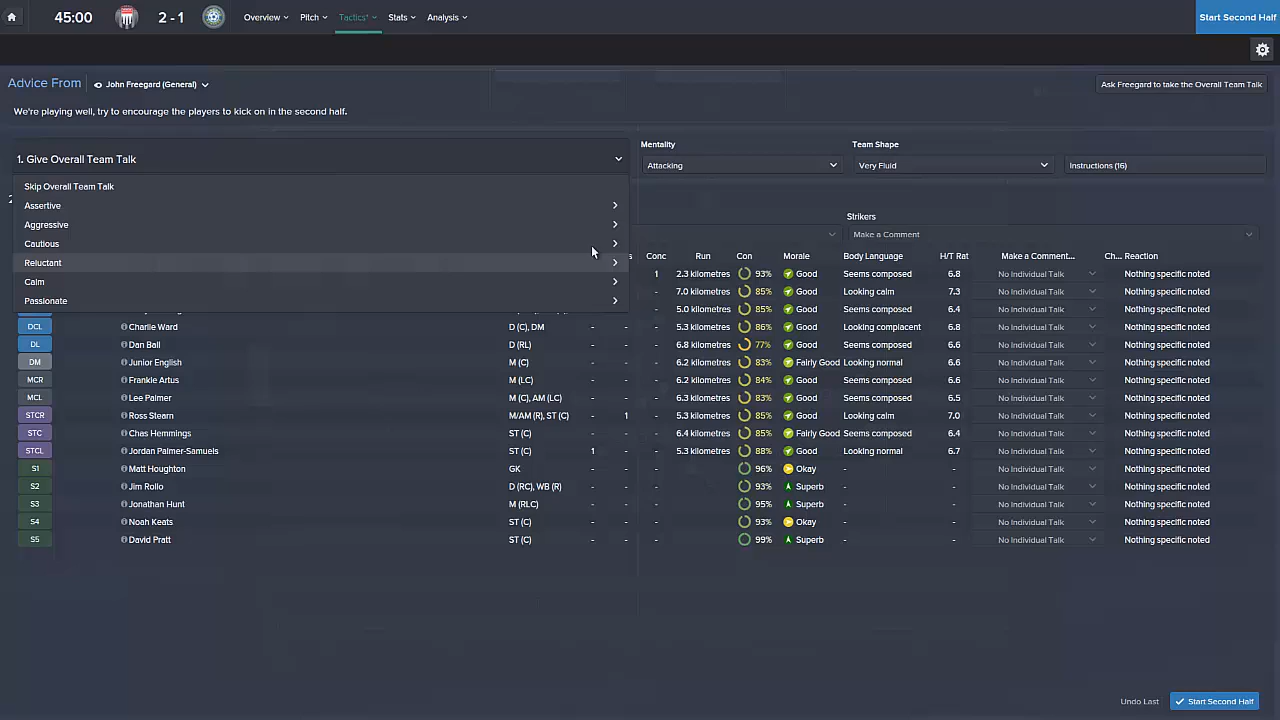 45:00 2 - 1 Overview Pitch Tactics* Stats Analysis Start Second Half
Advice From John Freegard (General) Ask Freegard to take the Overall Team Talk
We're playing well, try to encourage the players to kick on in the second half.
1. Give Overall Team Talk
Mentality Team Shape
Attacking Very Fluid Instructions (16)
Skip Overall Team Talk
Assertive
Aggressive
Cautious
Reluctant
Calm
Passionate
Strikers
Make a Comment
Conc Run Con Morale Body Language H/T Rat Make a Comment... Ch... Reaction
1 2.3 kilometres 93% Good Seems composed 6.8 No Individual Talk Nothing specific noted
- 7.0 kilometres 85% Good Looking calm 7.3 No Individual Talk Nothing specific noted
- 5.0 kilometres 85% Good Seems composed 6.4 No Individual Talk Nothing specific noted
DCL Charlie Ward D (C), DM - - - 5.3 kilometres 86% Good Looking complacent 6.8 No Individual Talk Nothing specific noted
DL Dan Ball D (RL) - - - 6.8 kilometres 77% Good Seems composed 6.6 No Individual Talk Nothing specific noted
DM Junior English M (C) - - - 6.2 kilometres 83% Fairly Good Looking normal 6.6 No Individual Talk Nothing specific noted
MCR Frankie Artus M (LC) - - - 6.2 kilometres 84% Good Seems composed 6.6 No Individual Talk Nothing specific noted
MCL Lee Palmer M (C), AM (LC) - - - 6.3 kilometres 83% Good Seems composed 6.5 No Individual Talk Nothing specific noted
STCR Ross Stearn M/AM (R), ST (C) - 1 - 5.3 kilometres 85% Good Looking calm 7.0 No Individual Talk Nothing specific noted
STC Chas Hemmings ST (C) - - - 6.4 kilometres 85% Fairly Good Seems composed 6.4 No Individual Talk Nothing specific noted
STCL Jordan Palmer-Samuels ST (C) 1 - - 5.3 kilometres 88% Good Looking normal 6.7 No Individual Talk Nothing specific noted
S1 Matt Houghton GK - - - 96% Okay - - No Individual Talk Nothing specific noted
S2 Jim Rollo D (RC), WB (R) - - - 93% Superb - - No Individual Talk Nothing specific noted
S3 Jonathan Hunt M (RLC) - - - 95% Superb - - No Individual Talk Nothing specific noted
S4 Noah Keats ST (C) - - - 93% Okay - - No Individual Talk Nothing specific noted
S5 David Pratt ST (C) - - - 99% Superb - - No Individual Talk Nothing specific noted
Undo Last Start Second Half